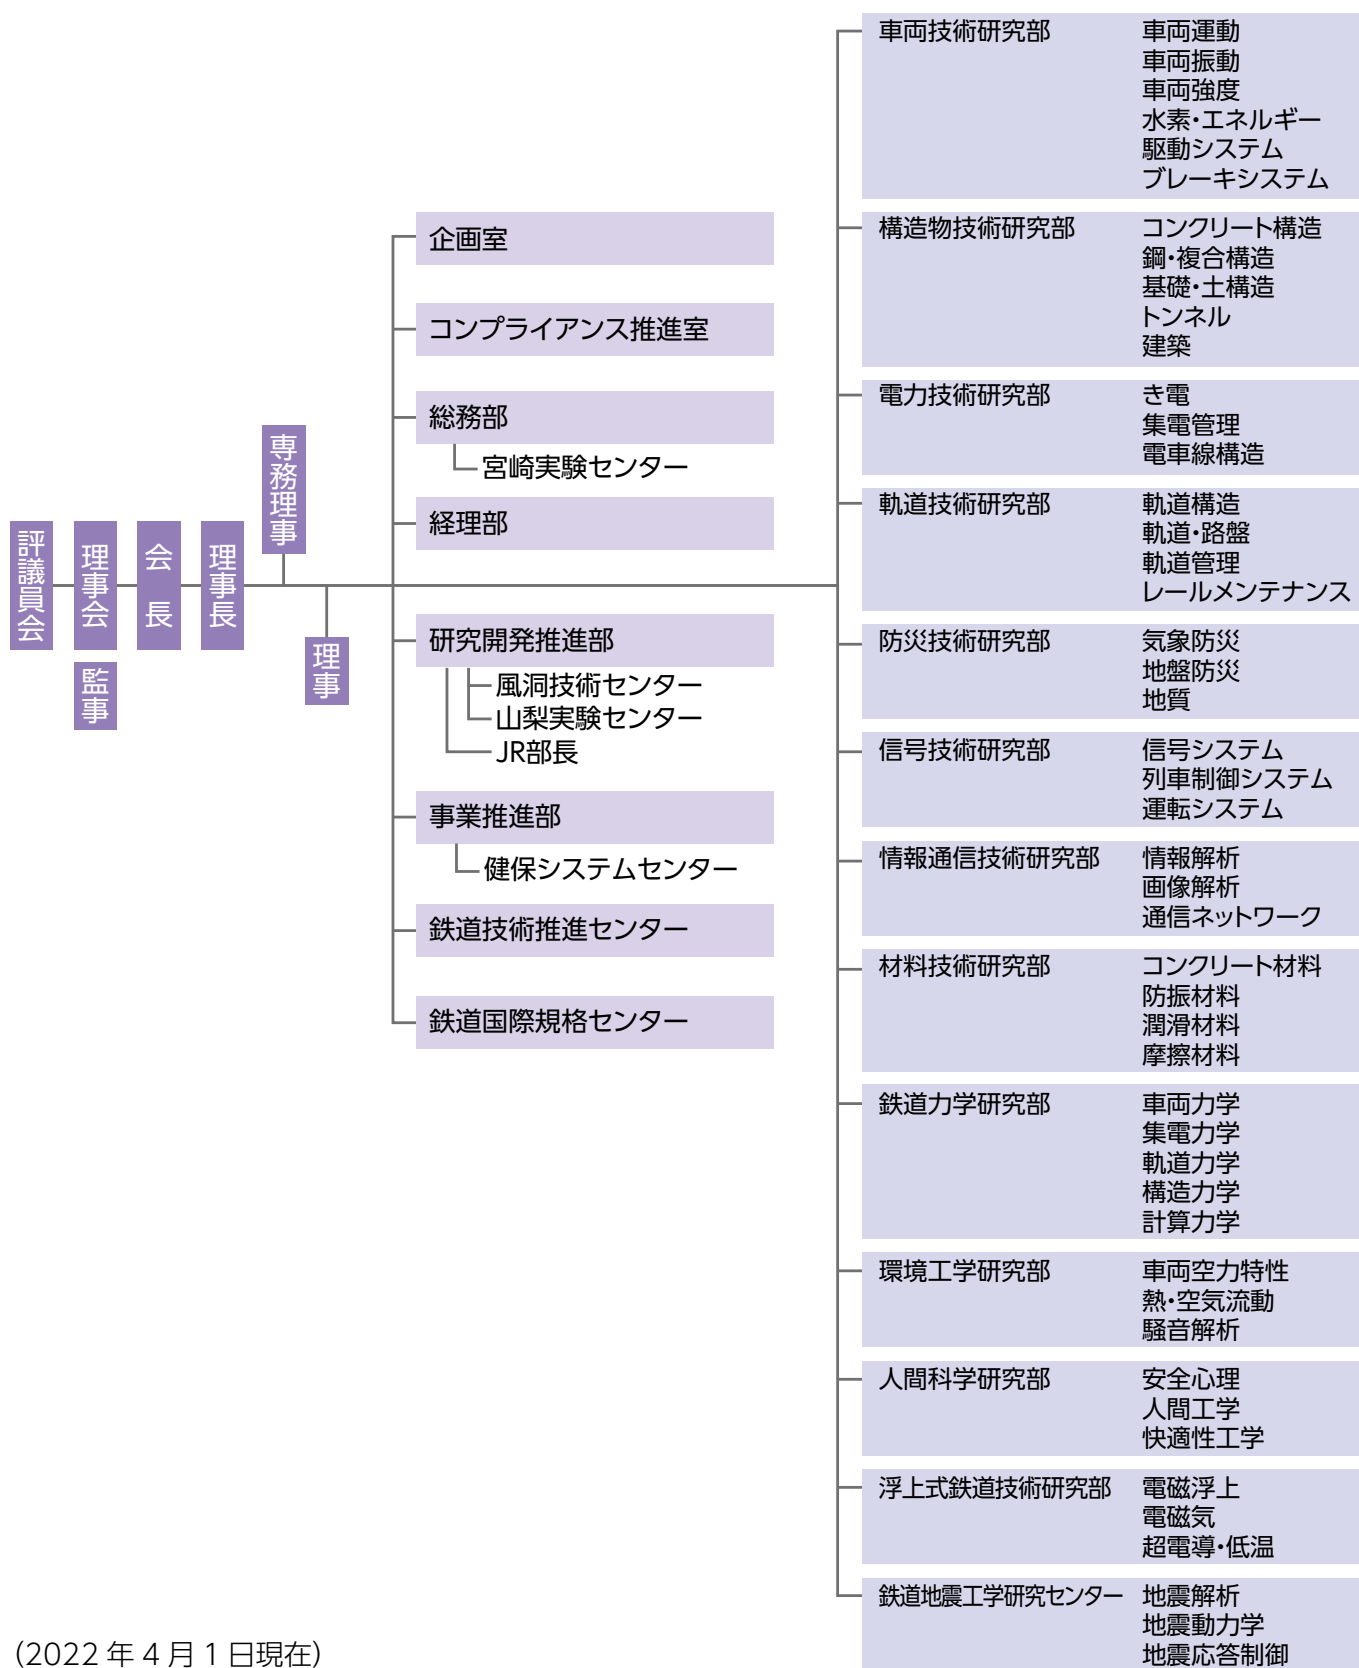 評議員会
理事会
監事
会長
理事長
専務理事
理事
企画室
コンプライアンス推進室
総務部
宮崎実験センター
経理部
研究開発推進部
風洞技術センター
山梨実験センター
JR部長
事業推進部
健保システムセンター
鉄道技術推進センター
鉄道国際規格センター
車両技術研究部 車両運動
車両振動
車両強度
水素・エネルギー
駆動システム
ブレーキシステム
構造物技術研究部 コンクリート構造
鋼・複合構造
基礎・土構造
トンネル
建築
電力技術研究部 き電
集電管理
電車線構造
軌道技術研究部 軌道構造
軌道・路盤
軌道管理
レールメンテナンス
防災技術研究部 気象防災
地盤防災
地質
信号技術研究部 信号システム
列車制御システム
運転システム
情報通信技術研究部 情報解析
画像解析
通信ネットワーク
材料技術研究部 コンクリート材料
防振材料
潤滑材料
摩擦材料
鉄道力学研究部 車両力学
集電力学
軌道力学
構造力学
計算力学
環境工学研究部 車両空力特性
熱・空気流動
騒音解析
人間科学研究部 安全心理
人間工学
快適性工学
浮上式鉄道技術研究部 電磁浮上
電磁気
超電導・低温
鉄道地震工学研究センター 地震解析
地震動力学
地震応答制御
(2022年4月1日現在)